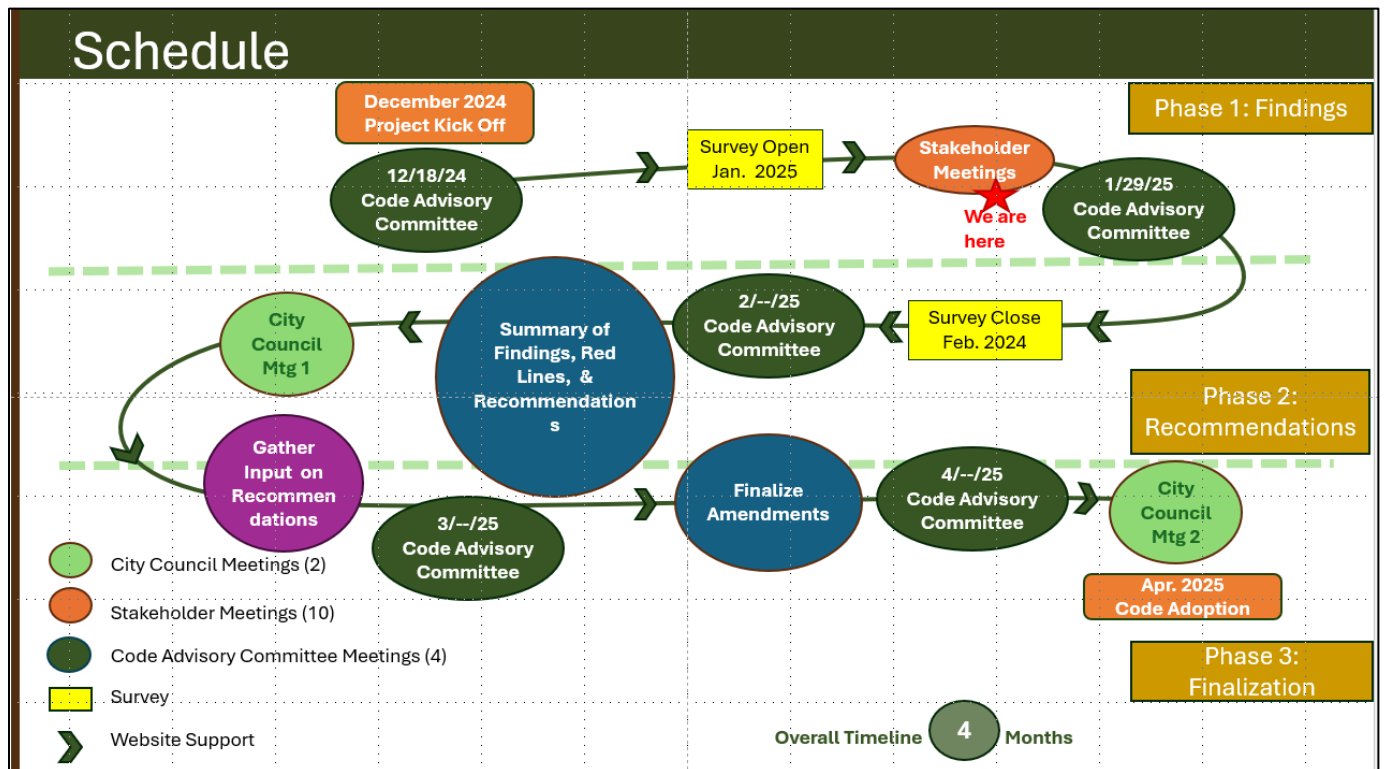 Schedule
December 2024
Project Kick Off
Phase 1: Findings
12/18/24
Code Advisory
Committee
Survey Open
Jan.  2025
Stakeholder
Meetings
We are
here
1/29/25
Code Advisory
Committee
City
Council
Mtg 1
Summary of
Findings, Red
Lines,  &
Recommendation
s
2/--/25
Code Advisory
Committee
Survey Close
Feb. 2024
Phase 2:
Recommendations
Gather
Input  on
Recommen
dations
3/--/25
Code Advisory
Committee
Finalize
Amendments
4/--/25
Code Advisory
Committee
City
Council
Mtg 2
Apr. 2025
Code Adoption
City Council Meetings (2)
Stakeholder Meetings (10)
Code Advisory Committee Meetings (4)
Survey
Website Support
Phase 3:
Finalization
Overall Timeline 4 Months